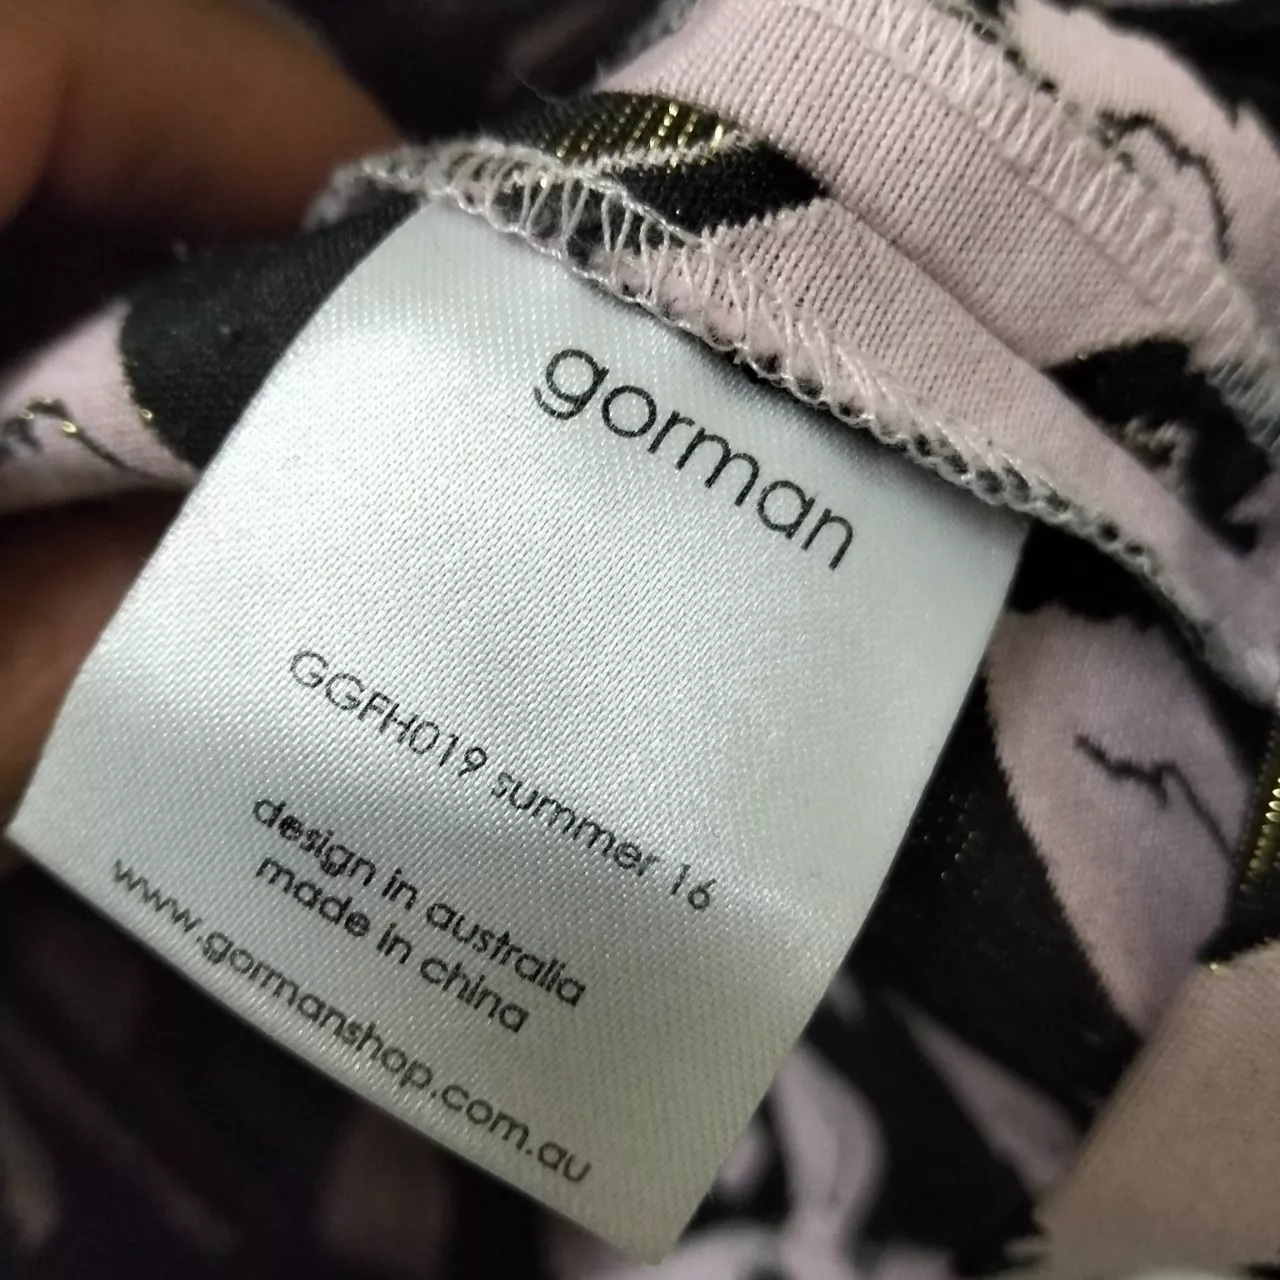 gorman
GGFH019 summer 16
design in australia
made in china
www.gormanshop.com.au